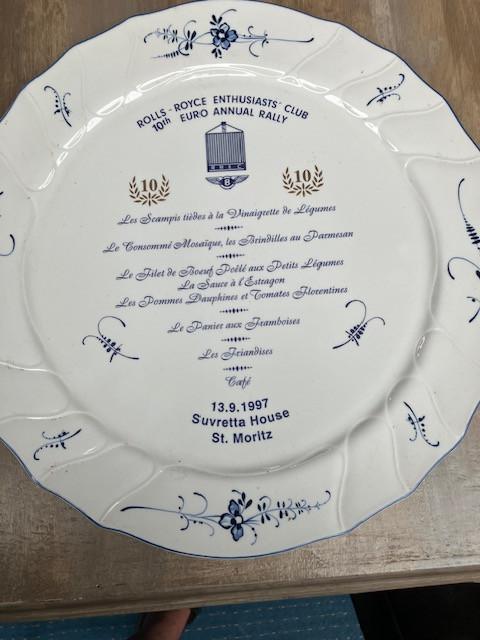 ROLLS-ROYCE ENTHUSIASTS' CLUB
10th EURO ANNUAL RALLY
RREC
B
10 10
Les Scampis tièdes à la Vinaigrette de Légumes
Le Consommé Mosaïque, les Brindilles au Parmesan
Le Filet de Boeuf Poêlé aux Petits Légumes
La Sauce à l'Estragon
Les Pommes Dauphines et Tomates Florentines
Le Panier aux Framboises
Les Friandises
Café
13.9.1997
Suvretta House
St. Moritz